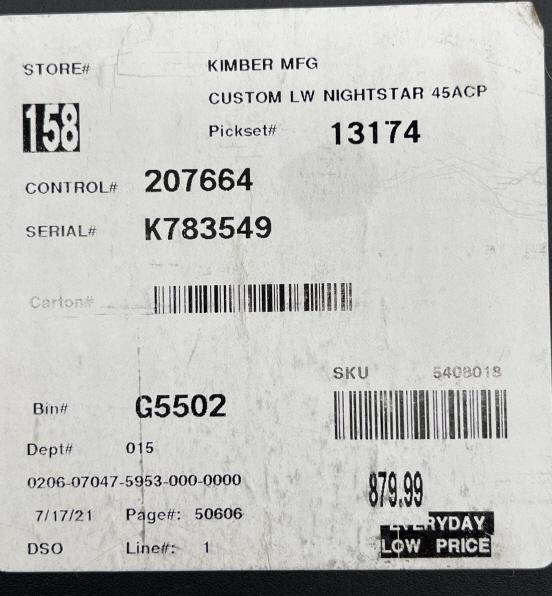 STORE# KIMBER MFG
CUSTOM LW NIGHTSTAR 45ACP
158 Pickset# 13174
CONTROL# 207664
SERIAL# K783549
Carton#
SKU 5408018
Bin# G5502
Dept# 015
0206-07047-5953-000-0000
879.99
7/17/21 Page#: 50606
EVERYDAY
DSO Line#: 1 LOW PRICE